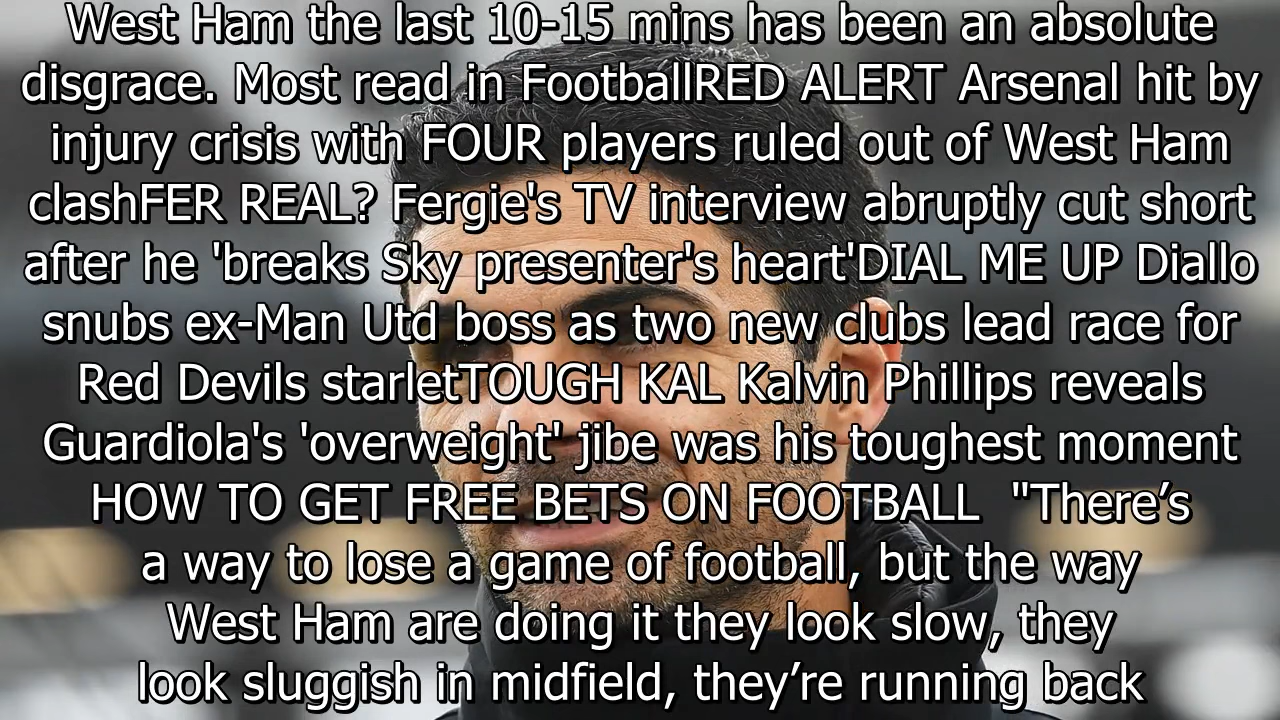 West Ham the last 10-15 mins has been an absolute
disgrace. Most read in FootballRED ALERT Arsenal hit by
injury crisis with FOUR players ruled out of West Ham
clashFER REAL? Fergie's TV interview abruptly cut short
after he 'breaks Sky presenter's heart'DIAL ME UP Diallo
snubs ex-Man Utd boss as two new clubs lead race for
Red Devils starletTOUGH KAL Kalvin Phillips reveals
Guardiola's 'overweight' jibe was his toughest moment
HOW TO GET FREE BETS ON FOOTBALL "There’s
a way to lose a game of football, but the way
West Ham are doing it they look slow, they
look sluggish in midfield, they’re running back